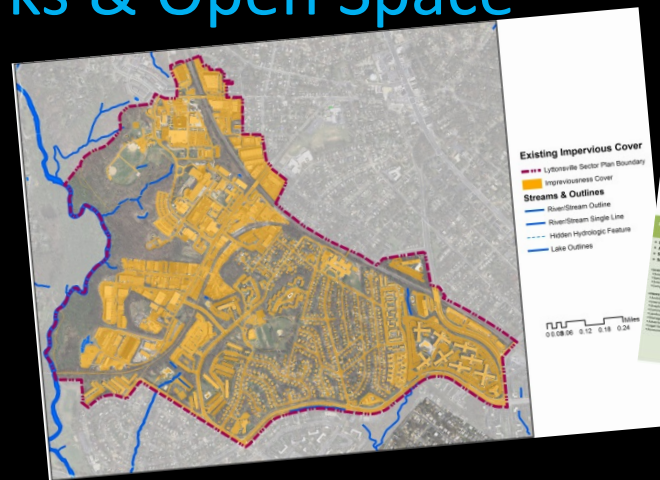 ks & Open Space
Existing Impervious Cover
Lyttonsville Sector Plan Boundary
Impreviousness Cover
Streams & Outlines
River/Stream Outline
River/Stream Single Line
Hidden Hydrologic Feature
Lake Outlines
Miles
0.12 0.18 0.24